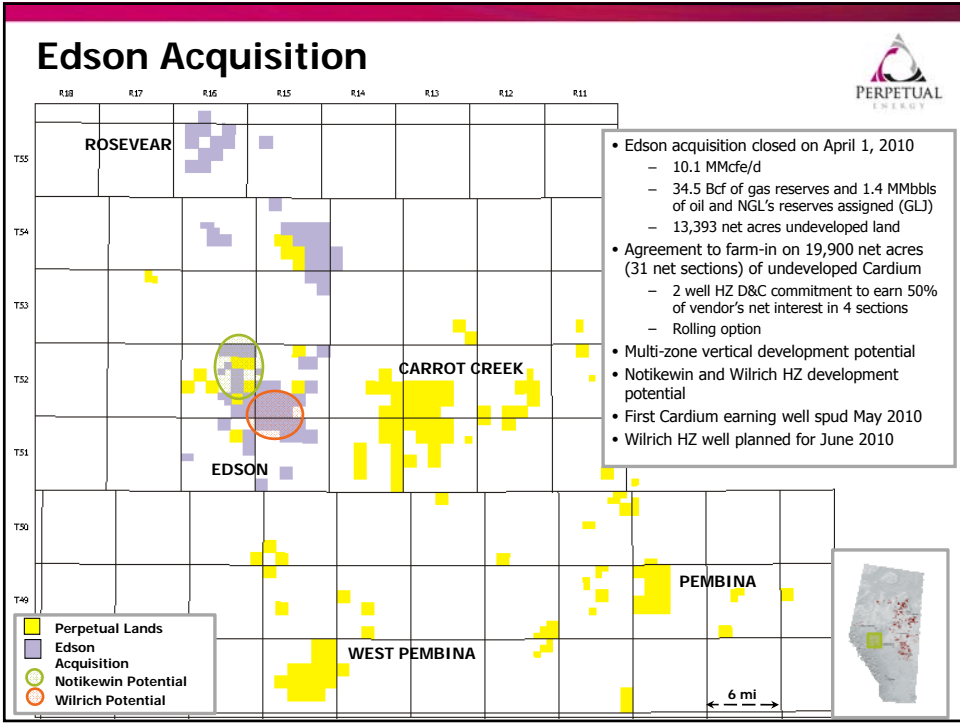 Edson Acquisition
PERPETUAL
ENERGY
R18 R17 R16 R15 R14 R13 R12 R11
ROSEVEAR
T55
T54
T53
T52
T51
T50
T49
CARROT CREEK
EDSON
PEMBINA
WEST PEMBINA
• Edson acquisition closed on April 1, 2010
– 10.1 MMcfe/d
– 34.5 Bcf of gas reserves and 1.4 MMbbls
of oil and NGL's reserves assigned (GLJ)
– 13,393 net acres undeveloped land
• Agreement to farm-in on 19,900 net acres
(31 net sections) of undeveloped Cardium
– 2 well HZ D&C commitment to earn 50%
of vendor's net interest in 4 sections
– Rolling option
• Multi-zone vertical development potential
• Notikewin and Wilrich HZ development
potential
• First Cardium earning well spud May 2010
• Wilrich HZ well planned for June 2010
Perpetual Lands
Edson
Acquisition
Notikewin Potential
Wilrich Potential
6 mi